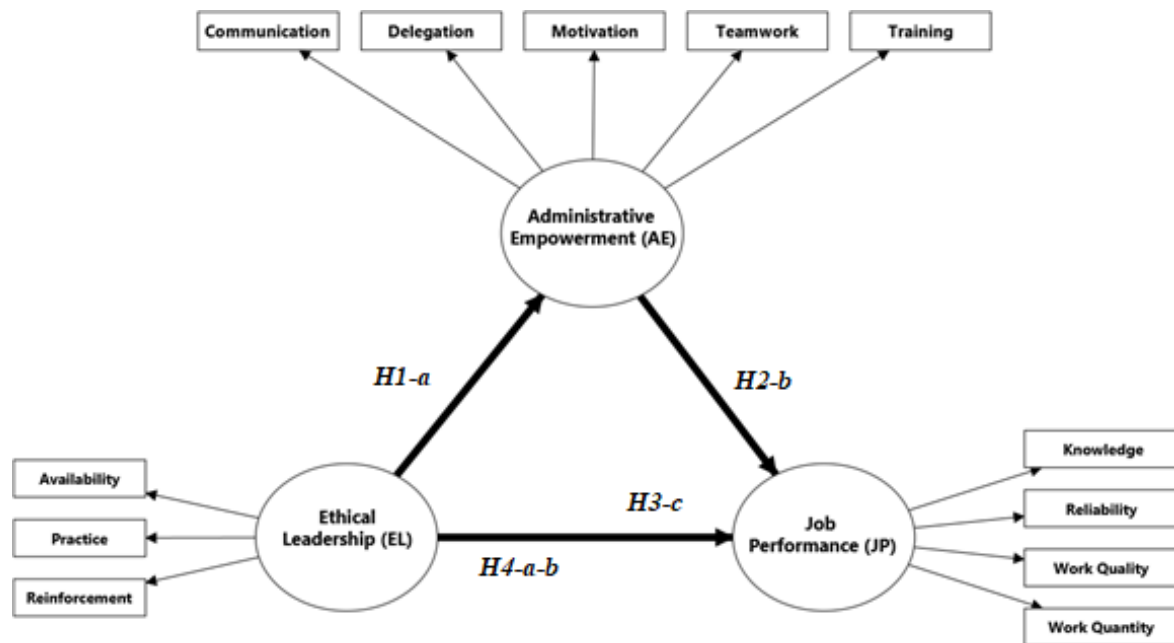 Communication
Delegation
Motivation
Teamwork
Training
Administrative
Empowerment (AE)
H1-a
H2-b
Availability
Practice
Reinforcement
Ethical
Leadership (EL)
H3-c
H4-a-b
Job
Performance (JP)
Knowledge
Reliability
Work Quality
Work Quantity